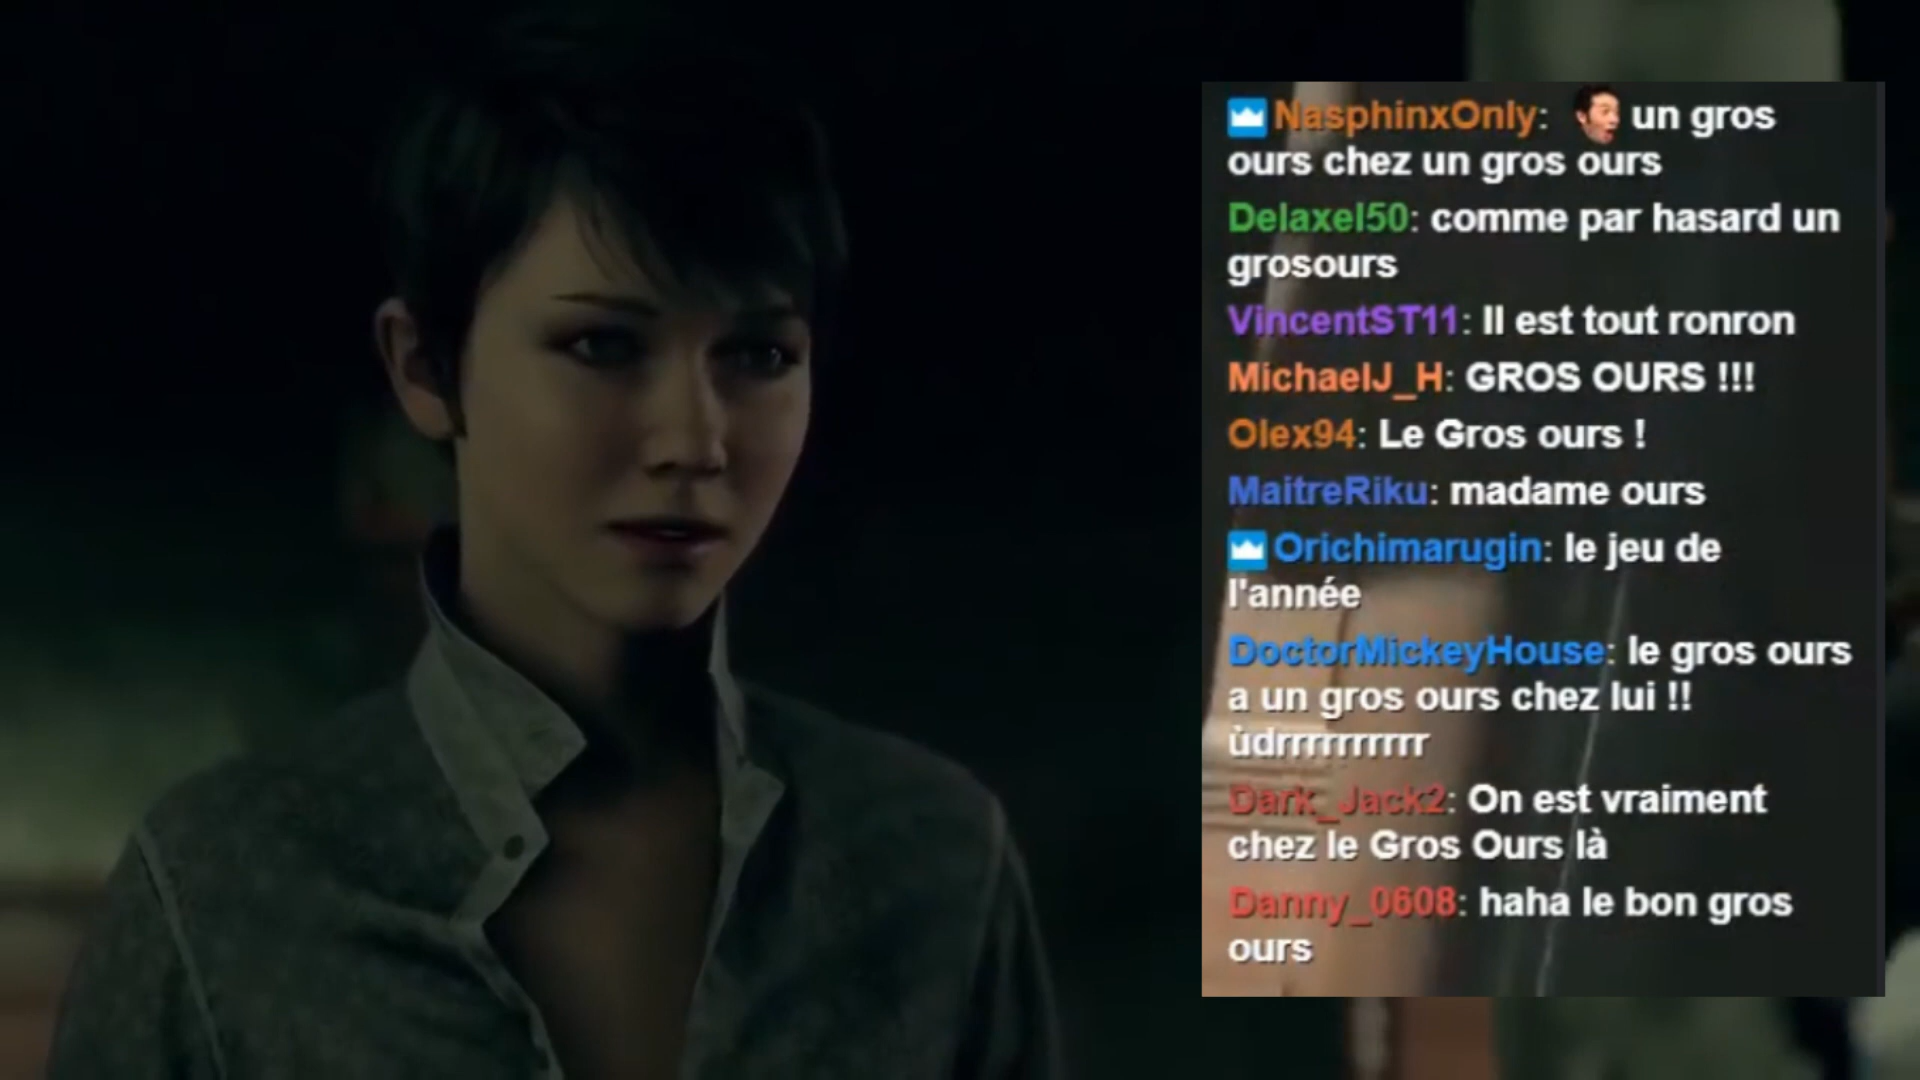 NasphinxOnly: un gros
ours chez un gros ours
Delaxel50: comme par hasard un
grosours
VincentST11: Il est tout ronron
MichaelJ_H: GROS OURS !!!
Olex94: Le Gros ours !
MaitreRiku: madame ours
Orichimarugin: le jeu de
l'année
DoctorMickeyHouse: le gros ours
a un gros ours chez lui !!
ùdrrrrrrrrrr
Dark_Jack2: On est vraiment
chez le Gros Ours là
Danny_0608: haha le bon gros
ours